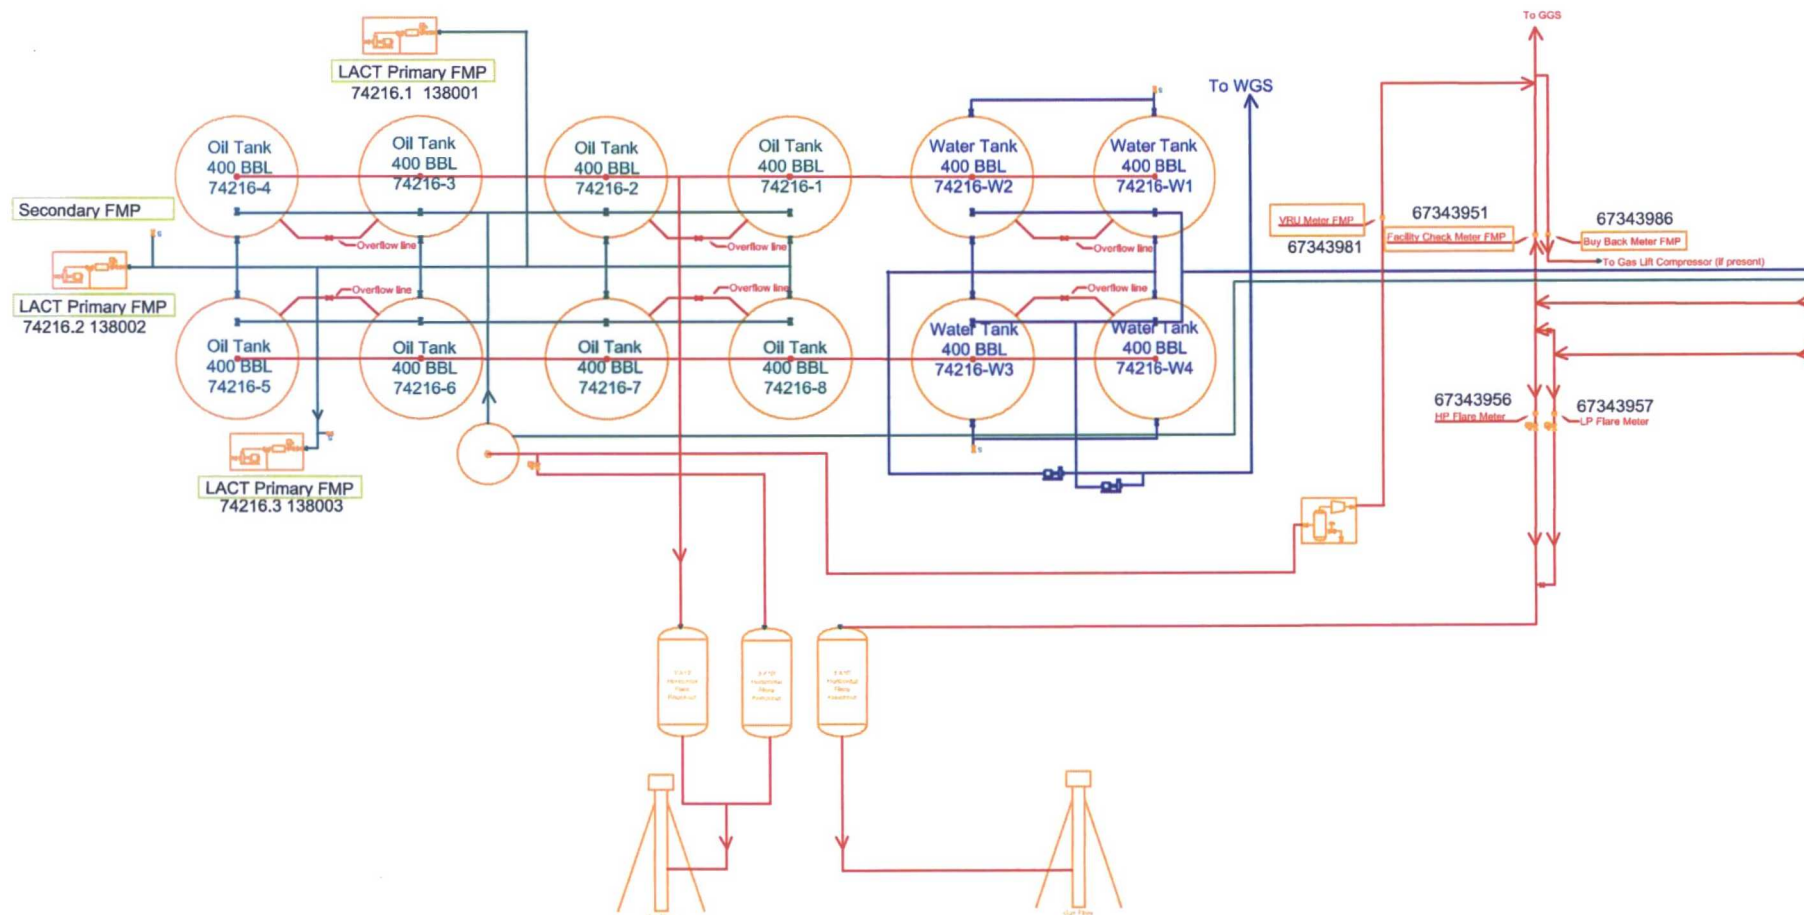 To GGS
LACT Primary FMP
74216.1 138001
To WGS
Oil Tank
400 BBL
74216-4
Oil Tank
400 BBL
74216-3
Oil Tank
400 BBL
74216-2
Oil Tank
400 BBL
74216-1
Water Tank
400 BBL
74216-W2
Water Tank
400 BBL
74216-W1
Secondary FMP
Overflow line
Overflow line
Overflow line
VRU Meter FMP
67343981
67343951
Facility Check Meter FMP
67343986
Buy Back Meter FMP
To Gas Lift Compressor (if present)
LACT Primary FMP
74216.2 138002
Overflow line
Overflow line
Overflow line
Oil Tank
400 BBL
74216-5
Oil Tank
400 BBL
74216-6
Oil Tank
400 BBL
74216-7
Oil Tank
400 BBL
74216-8
Water Tank
400 BBL
74216-W3
Water Tank
400 BBL
74216-W4
67343956
HP Flare Meter
67343957
LP Flare Meter
LACT Primary FMP
74216.3 138003